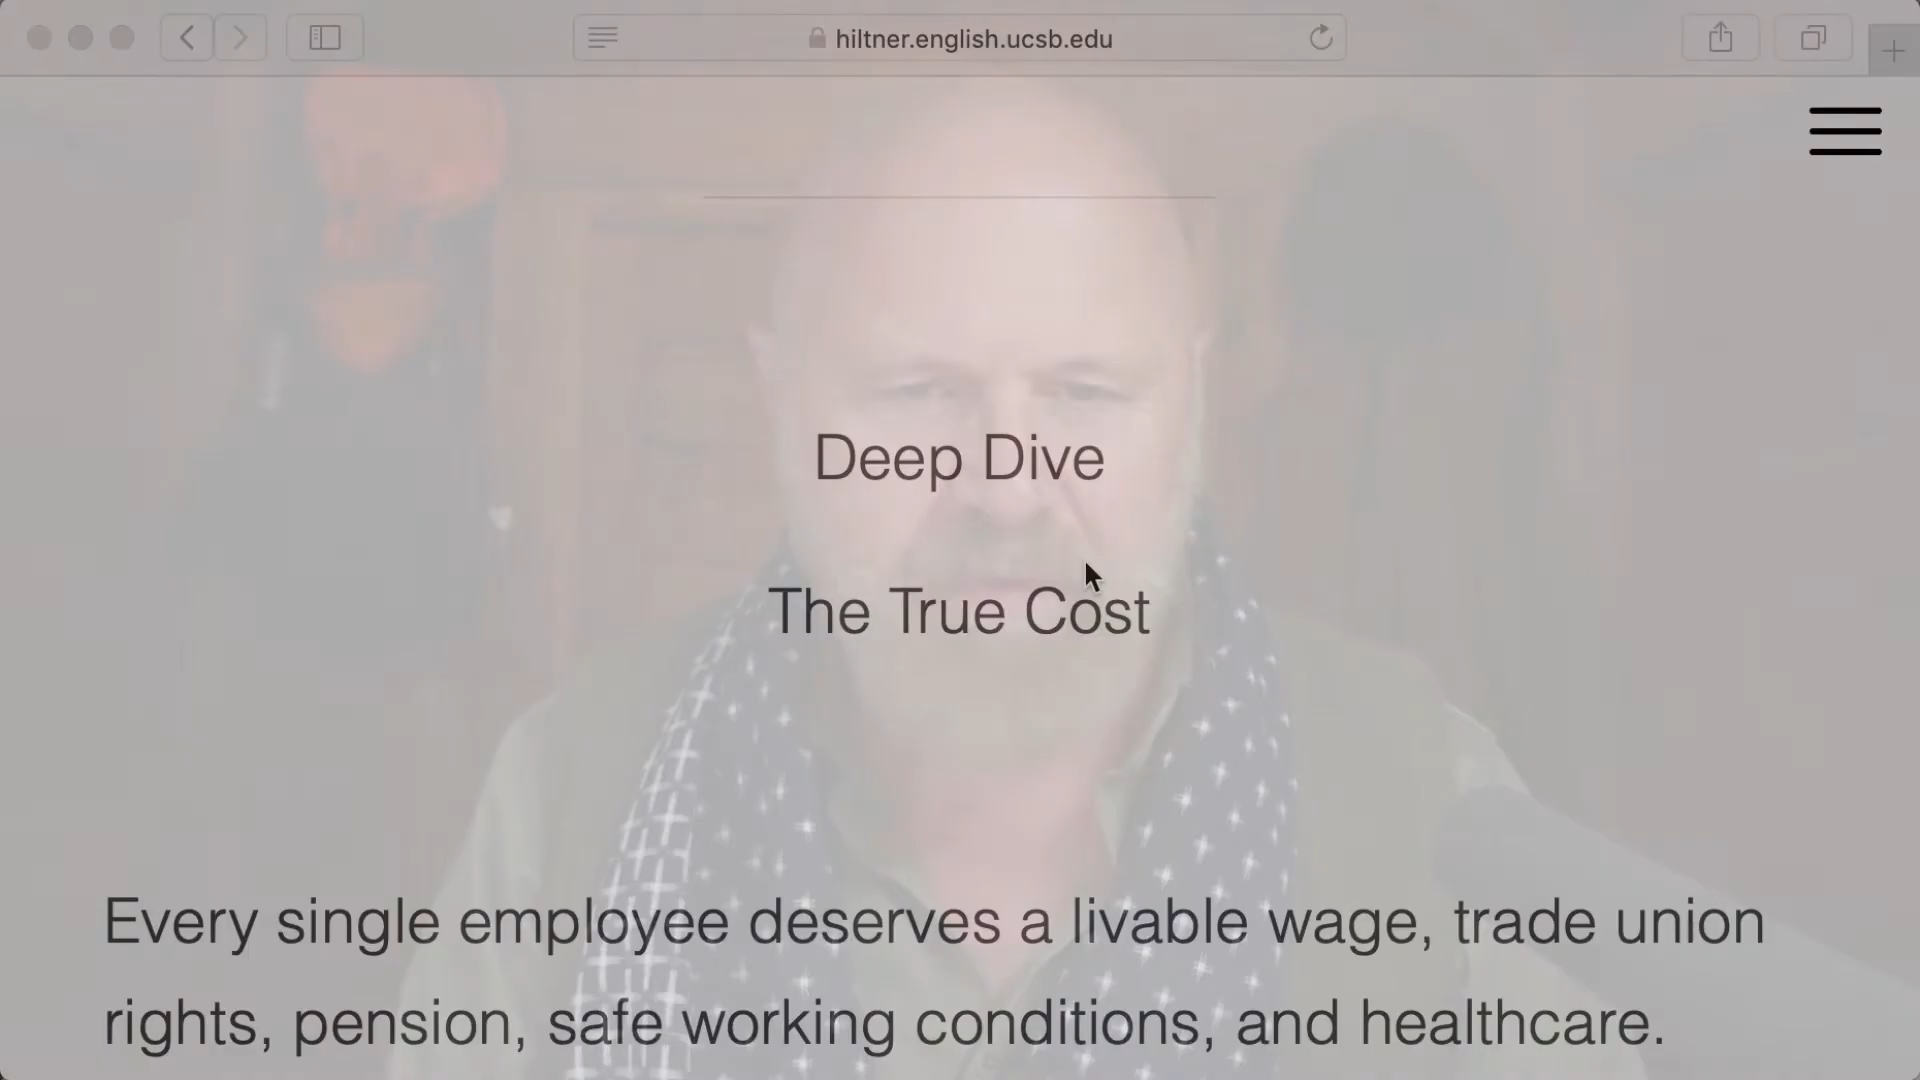 hiltner.english.ucsb.edu
Deep Dive
The True Cost
Every single employee deserves a livable wage, trade union
rights, pension, safe working conditions, and healthcare.